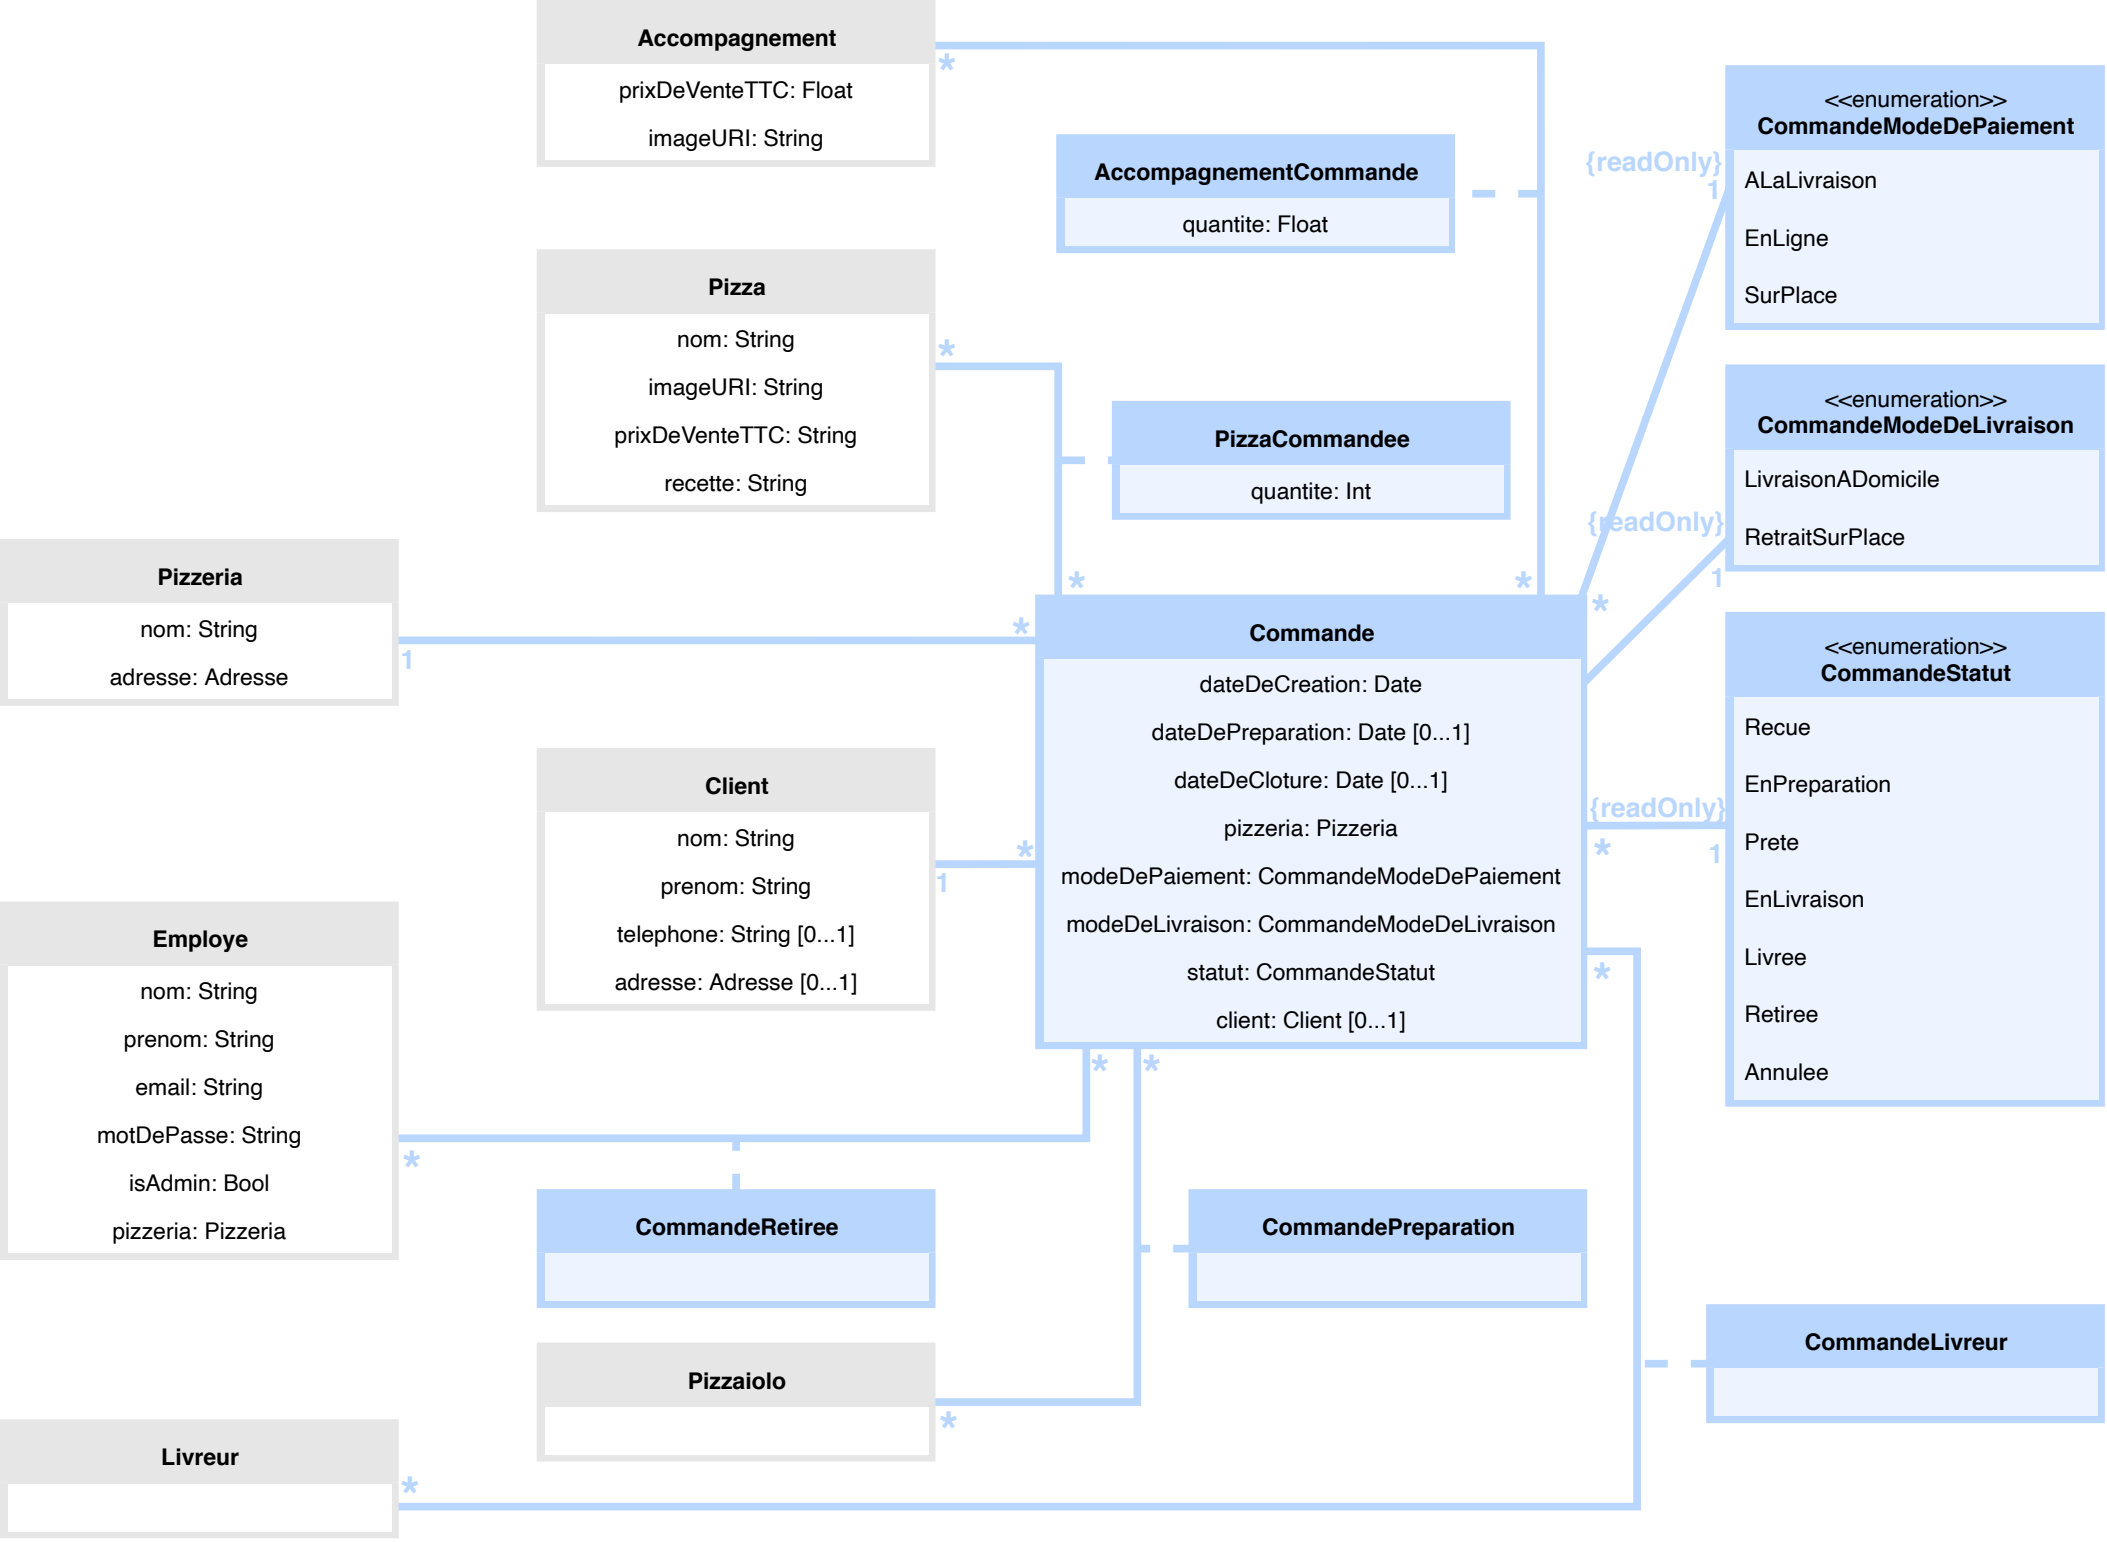 Accompagnement
prixDeVenteTTC: Float
imageURI: String
*
<<enumeration>>
CommandeModeDePaiement
ALaLivraison
EnLigne
SurPlace
{readOnly}
1
AccompagnementCommande
quantite: Float
Pizza
nom: String
imageURI: String
prixDeVenteTTC: String
recette: String
*
PizzaCommandee
quantite: Int
<<enumeration>>
CommandeModeDeLivraison
LivraisonADomicile
RetraitSurPlace
{readOnly}
1
Pizzeria
nom: String
adresse: Adresse
1
*
*
*
*
Commande
dateDeCreation: Date
dateDePreparation: Date [0...1]
dateDeCloture: Date [0...1]
pizzeria: Pizzeria
modeDePaiement: CommandeModeDePaiement
modeDeLivraison: CommandeModeDeLivraison
statut: CommandeStatut
client: Client [0...1]
<<enumeration>>
CommandeStatut
Recue
EnPreparation
Prete
EnLivraison
Livree
Retiree
Annulee
{readOnly}
*
1
Client
nom: String
prenom: String
telephone: String [0...1]
adresse: Adresse [0...1]
*
1
*
Employe
nom: String
prenom: String
email: String
motDePasse: String
isAdmin: Bool
pizzeria: Pizzeria
*
*
*
CommandeRetiree
CommandePreparation
CommandeLivreur
Pizzaiolo
*
Livreur
*